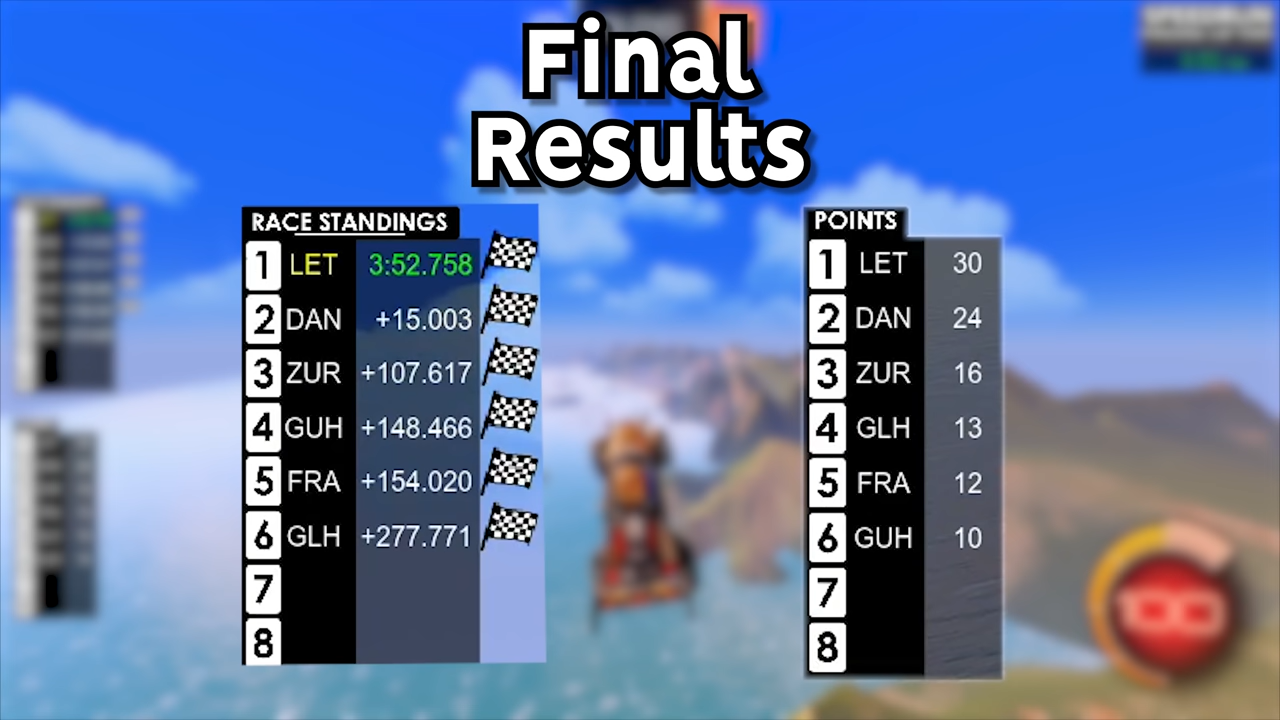 Final
Results
RACE STANDINGS
1 LET 3:52.758
2 DAN +15.003
3 ZUR +107.617
4 GUH +148.466
5 FRA +154.020
6 GLH +277.771
7
8
POINTS
1 LET 30
2 DAN 24
3 ZUR 16
4 GLH 13
5 FRA 12
6 GUH 10
7
8